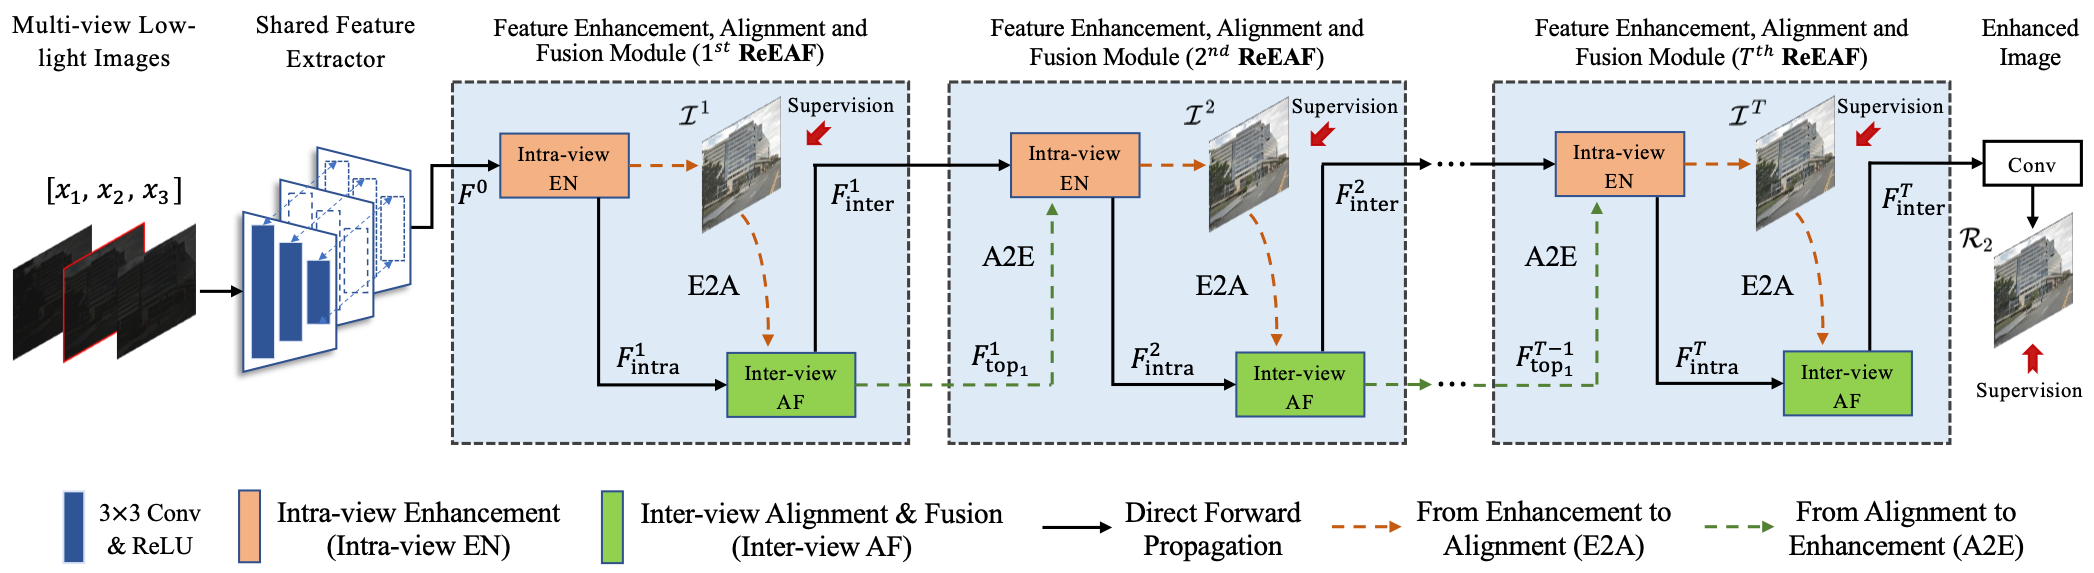 Multi-view Low-
light Images
Shared Feature
Extractor
Feature Enhancement, Alignment and
Fusion Module (1^{st} ReEAF)
Feature Enhancement, Alignment and
Fusion Module (2^{nd} ReEAF)
Feature Enhancement, Alignment and
Fusion Module (T^{th} ReEAF)
Enhanced
Image
[x_1, x_2, x_3]
F^0
Intra-view
EN
I^1
Supervision
E2A
F^1_{intra}
F^1_{inter}
Inter-view
AF
F^1_{top_1}
A2E
Intra-view
EN
I^2
Supervision
E2A
F^2_{intra}
F^2_{inter}
Inter-view
AF
...
...
F^{T-1}_{top_1}
A2E
Intra-view
EN
I^T
Supervision
E2A
F^T_{intra}
F^T_{inter}
Inter-view
AF
Conv
R_2
Supervision
3×3 Conv
& ReLU
Intra-view Enhancement
(Intra-view EN)
Inter-view Alignment & Fusion
(Inter-view AF)
Direct Forward
Propagation
From Enhancement to
Alignment (E2A)
From Alignment to
Enhancement (A2E)